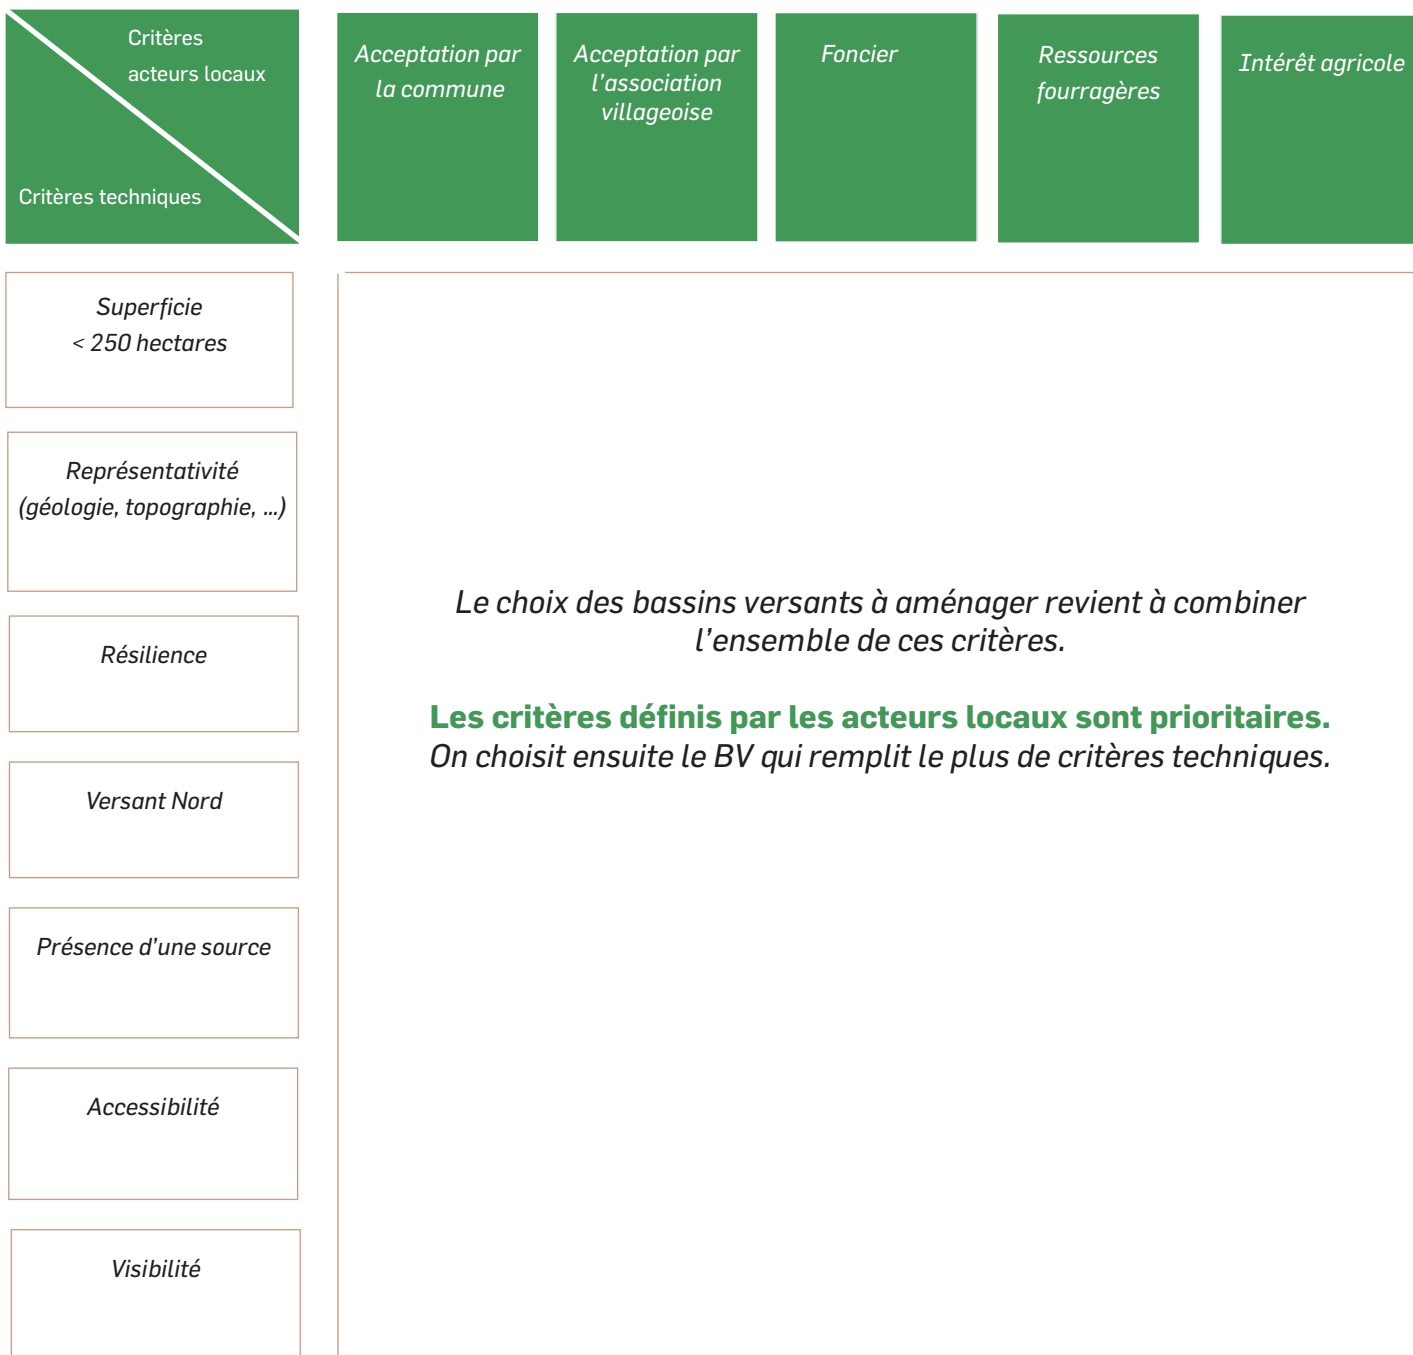 Critères
acteurs locaux
Critères techniques
Acceptation par
la commune
Acceptation par
l'association
villageoise
Foncier
Ressources
fourragères
Intérêt agricole
Superficie
< 250 hectares
Représentativité
(géologie, topographie, ...)
Résilience
Versant Nord
Présence d'une source
Accessibilité
Visibilité
Le choix des bassins versants à aménager revient à combiner
l'ensemble de ces critères.
Les critères définis par les acteurs locaux sont prioritaires.
On choisit ensuite le BV qui remplit le plus de critères techniques.